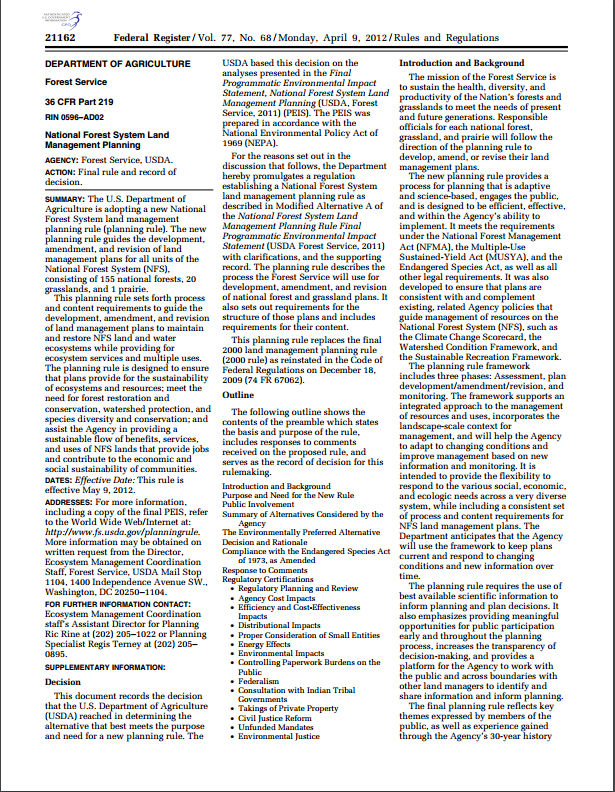 AUTHENTICATED
U.S. GOVERNMENT
INFORMATION
GPO
21162 Federal Register / Vol. 77, No. 68 / Monday, April 9, 2012 / Rules and Regulations
DEPARTMENT OF AGRICULTURE
Forest Service
36 CFR Part 219
RIN 0596–AD02
National Forest System Land
Management Planning
AGENCY: Forest Service, USDA.
ACTION: Final rule and record of
decision.
SUMMARY: The U.S. Department of
Agriculture is adopting a new National
Forest System land management
planning rule (planning rule). The new
planning rule guides the development,
amendment, and revision of land
management plans for all units of the
National Forest System (NFS),
consisting of 155 national forests, 20
grasslands, and 1 prairie.
This planning rule sets forth process
and content requirements to guide the
development, amendment, and revision
of land management plans to maintain
and restore NFS land and water
ecosystems while providing for
ecosystem services and multiple uses.
The planning rule is designed to ensure
that plans provide for the sustainability
of ecosystems and resources; meet the
need for forest restoration and
conservation, watershed protection, and
species diversity and conservation; and
assist the Agency in providing a
sustainable flow of benefits, services,
and uses of NFS lands that provide jobs
and contribute to the economic and
social sustainability of communities.
DATES: Effective Date: This rule is
effective May 9, 2012.
ADDRESSES: For more information,
including a copy of the final PEIS, refer
to the World Wide Web/Internet at:
http://www.fs.usda.gov/planningrule.
More information may be obtained on
written request from the Director,
Ecosystem Management Coordination
Staff, Forest Service, USDA Mail Stop
1104, 1400 Independence Avenue SW.,
Washington, DC 20250–1104.
FOR FURTHER INFORMATION CONTACT:
Ecosystem Management Coordination
staff's Assistant Director for Planning
Ric Rine at (202) 205–1022 or Planning
Specialist Regis Terney at (202) 205–
0895.
SUPPLEMENTARY INFORMATION:
Decision
This document records the decision
that the U.S. Department of Agriculture
(USDA) reached in determining the
alternative that best meets the purpose
and need for a new planning rule. The
USDA based this decision on the
analyses presented in the Final
Programmatic Environmental Impact
Statement, National Forest System Land
Management Planning (USDA, Forest
Service, 2011) (PEIS). The PEIS was
prepared in accordance with the
National Environmental Policy Act of
1969 (NEPA).
For the reasons set out in the
discussion that follows, the Department
hereby promulgates a regulation
establishing a National Forest System
land management planning rule as
described in Modified Alternative A of
the National Forest System Land
Management Planning Rule Final
Programmatic Environmental Impact
Statement (USDA Forest Service, 2011)
with clarifications, and the supporting
record. The planning rule describes the
process the Forest Service will use for
development, amendment, and revision
of national forest and grassland plans. It
also sets out requirements for the
structure of those plans and includes
requirements for their content.
This planning rule replaces the final
2000 land management planning rule
(2000 rule) as reinstated in the Code of
Federal Regulations on December 18,
2009 (74 FR 67062).
Outline
The following outline shows the
contents of the preamble which states
the basis and purpose of the rule,
includes responses to comments
received on the proposed rule, and
serves as the record of decision for this
rulemaking.
Introduction and Background
Purpose and Need for the New Rule
Public Involvement
Summary of Alternatives Considered by the
Agency
The Environmentally Preferred Alternative
Decision and Rationale
Compliance with the Endangered Species Act
of 1973, as Amended
Response to Comments
Regulatory Certifications
• Regulatory Planning and Review
• Agency Cost Impacts
• Efficiency and Cost-Effectiveness
Impacts
• Distributional Impacts
• Proper Consideration of Small Entities
• Energy Effects
• Environmental Impacts
• Controlling Paperwork Burdens on the
Public
• Federalism
• Consultation with Indian Tribal
Governments
• Takings of Private Property
• Civil Justice Reform
• Unfunded Mandates
• Environmental Justice
Introduction and Background
The mission of the Forest Service is
to sustain the health, diversity, and
productivity of the Nation's forests and
grasslands to meet the needs of present
and future generations. Responsible
officials for each national forest,
grassland, and prairie will follow the
direction of the planning rule to
develop, amend, or revise their land
management plans.
The new planning rule provides a
process for planning that is adaptive
and science-based, engages the public,
and is designed to be efficient, effective,
and within the Agency's ability to
implement. It meets the requirements
under the National Forest Management
Act (NFMA), the Multiple-Use
Sustained-Yield Act (MUSYA), and the
Endangered Species Act, as well as all
other legal requirements. It was also
developed to ensure that plans are
consistent with and complement
existing, related Agency policies that
guide management of resources on the
National Forest System (NFS), such as
the Climate Change Scorecard, the
Watershed Condition Framework, and
the Sustainable Recreation Framework.
The planning rule framework
includes three phases: Assessment, plan
development/amendment/revision, and
monitoring. The framework supports an
integrated approach to the management
of resources and uses, incorporates the
landscape-scale context for
management, and will help the Agency
to adapt to changing conditions and
improve management based on new
information and monitoring. It is
intended to provide the flexibility to
respond to the various social, economic,
and ecologic needs across a very diverse
system, while including a consistent set
of process and content requirements for
NFS land management plans. The
Department anticipates that the Agency
will use the framework to keep plans
current and respond to changing
conditions and new information over
time.
The planning rule requires the use of
best available scientific information to
inform planning and plan decisions. It
also emphasizes providing meaningful
opportunities for public participation
early and throughout the planning
process, increases the transparency of
decision-making, and provides a
platform for the Agency to work with
the public and across boundaries with
other land managers to identify and
share information and inform planning.
The final planning rule reflects key
themes expressed by members of the
public, as well as experience gained
through the Agency's 30-year history